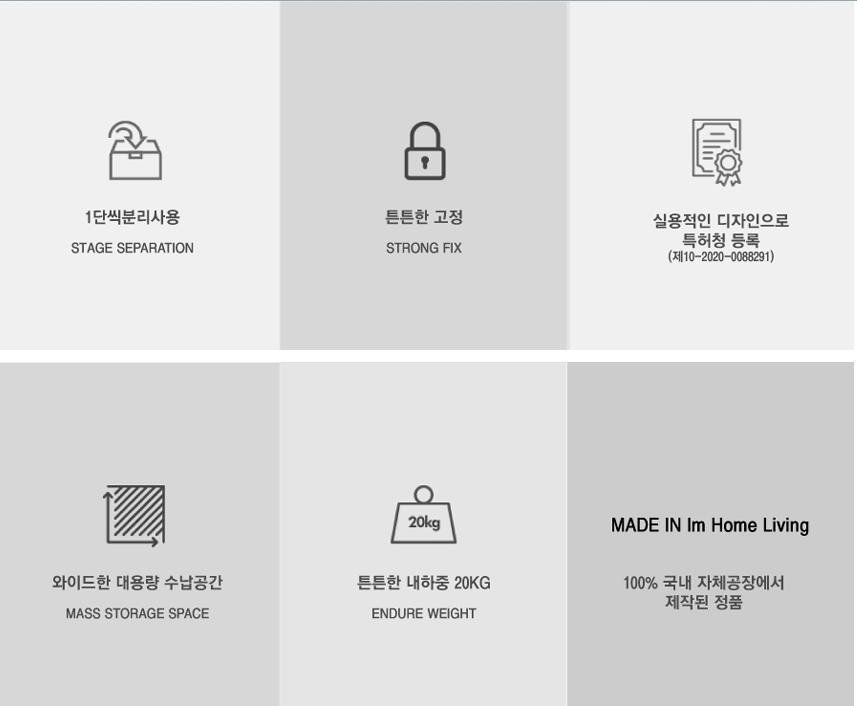 1단씩분리사용
STAGE SEPARATION
튼튼한 고정
STRONG FIX
실용적인 디자인으로
특허청 등록
(제10-2020-0088291)
와이드한 대용량 수납공간
MASS STORAGE SPACE
20kg
튼튼한 내하중 20KG
ENDURE WEIGHT
MADE IN Im Home Living
100% 국내 자체공장에서
제작된 정품